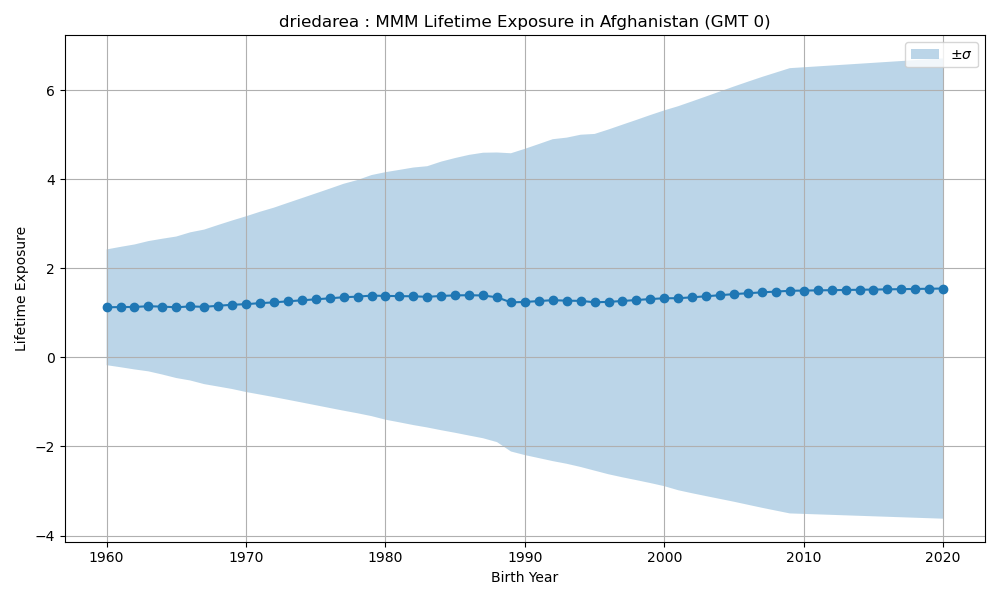 driedarea : MMM Lifetime Exposure in Afghanistan (GMT 0)
±σ
6
4
2
0
−2
−4
Lifetime Exposure
1960 1970 1980 1990 2000 2010 2020
Birth Year